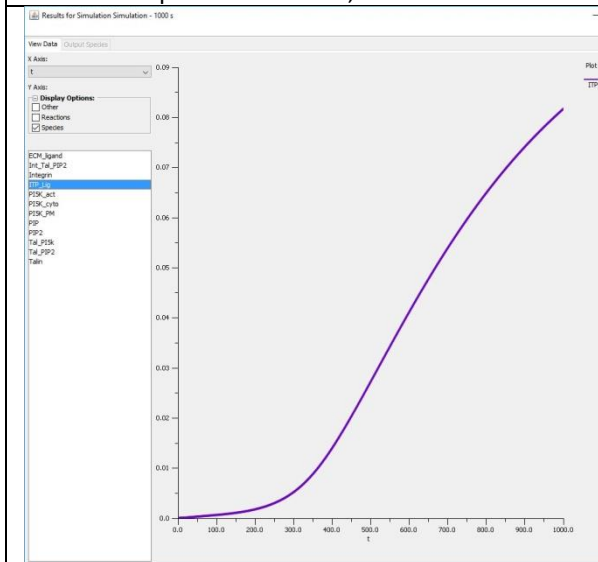 Results for Simulation Simulation - 1000 s
View Data Output Species
X Axis:
t
Y Axis:
Display Options:
Other
Reactions
Species
ECM_ligand
Int_Tal_PIP2
Integrin
ITP_Lig
PI5K_act
PI5K_cyto
PI5K_PM
PIP
PIP2
Tal_PI5k
Tal_PIP2
Talin
Plot
ITP
0.09
0.08
0.07
0.06
0.05
0.04
0.03
0.02
0.01
0.0
0.0 100.0 200.0 300.0 400.0 500.0 600.0 700.0 800.0 900.0 1000.0
t